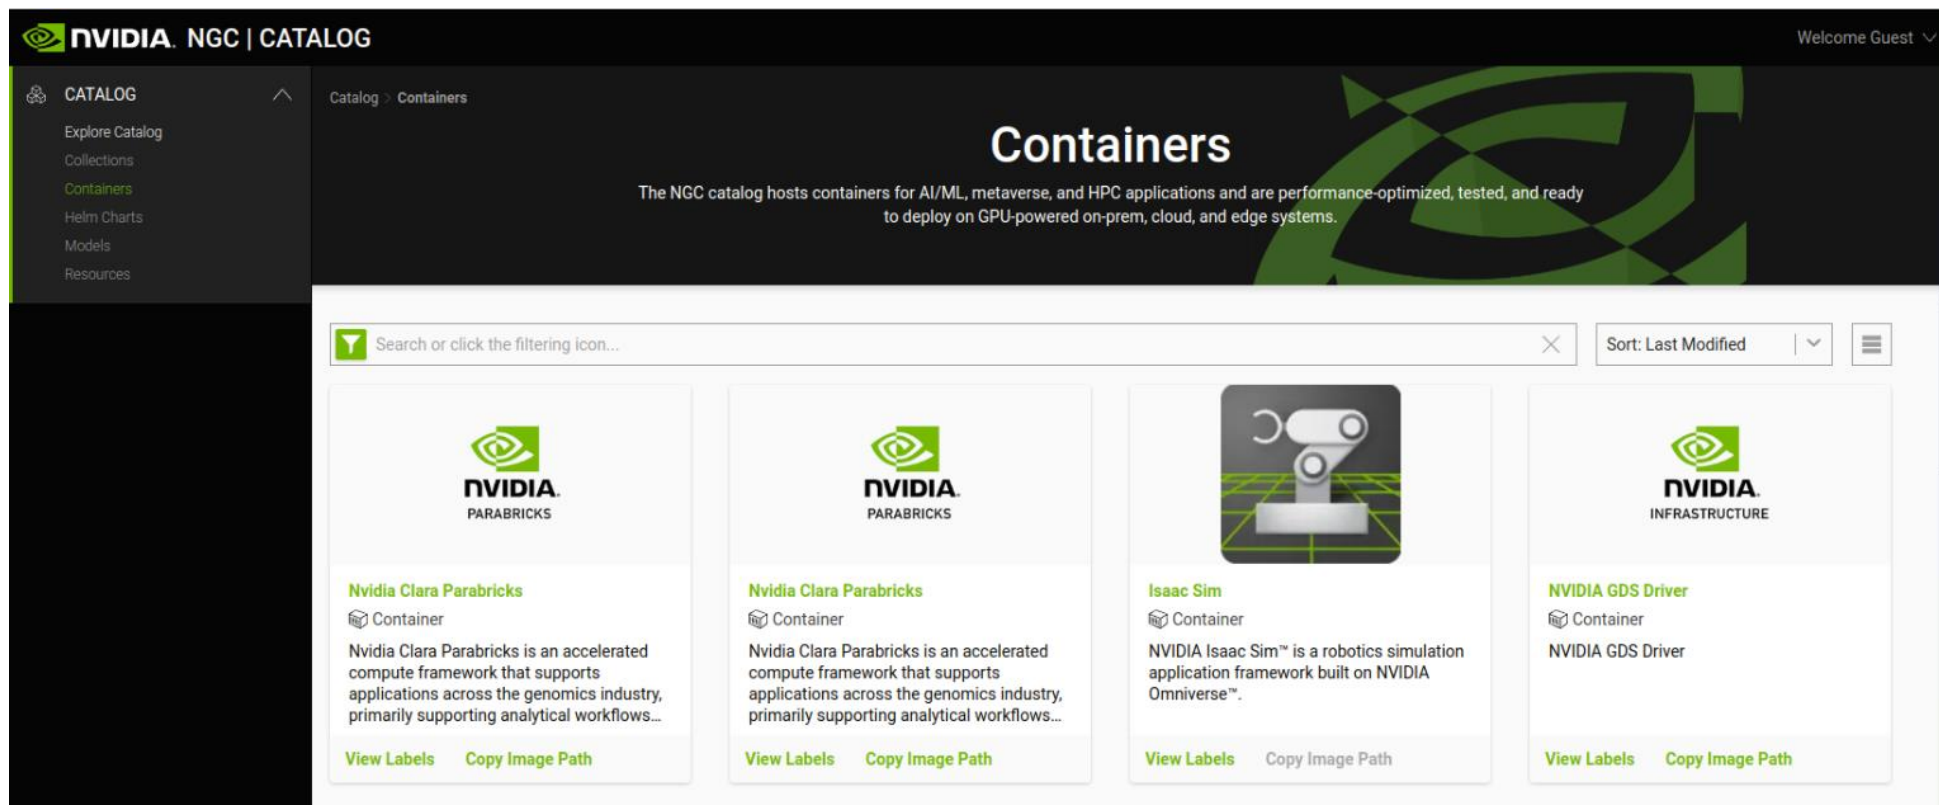 NVIDIA. NGC | CATALOG
Welcome Guest
CATALOG
Explore Catalog
Collections
Containers
Helm Charts
Models
Resources
Catalog > Containers
Containers
The NGC catalog hosts containers for AI/ML, metaverse, and HPC applications and are performance-optimized, tested, and ready
to deploy on GPU-powered on-prem, cloud, and edge systems.
Search or click the filtering icon...
Sort: Last Modified
NVIDIA.
PARABRICKS
Nvidia Clara Parabricks
Container
Nvidia Clara Parabricks is an accelerated
compute framework that supports
applications across the genomics industry,
primarily supporting analytical workflows...
View Labels Copy Image Path
NVIDIA.
PARABRICKS
Nvidia Clara Parabricks
Container
Nvidia Clara Parabricks is an accelerated
compute framework that supports
applications across the genomics industry,
primarily supporting analytical workflows...
View Labels Copy Image Path
Isaac Sim
Container
NVIDIA Isaac Sim™ is a robotics simulation
application framework built on NVIDIA
Omniverse™.
View Labels Copy Image Path
NVIDIA.
INFRASTRUCTURE
NVIDIA GDS Driver
Container
NVIDIA GDS Driver
View Labels Copy Image Path